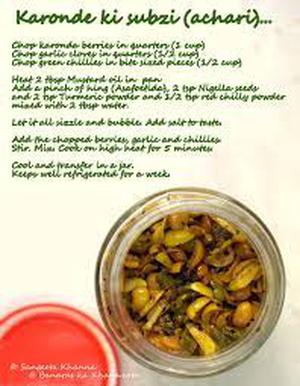 Karonde ki subzi (achari)...
Chop karonda berries in quarters (1 cup)
Chop garlic cloves in quarters (1/2 cup)
Chop green chillies in bite sized pieces (1/2 cup)
Heat 2 tbsp Mustard oil in pan
Add a pinch of hing (Asafoetida), 2 tsp Nigella seeds
and 2 tsp Turmeric powder and 1/2 tsp red chilly powder
mixed with 2 tbsp water.
Let it all sizzle and bubble. Add salt to taste.
Add the chopped berries, garlic and chillies.
Stir. Mix. Cook on high heat for 5 minutes.
Cool and transfer in a jar.
Keeps well refrigerated for a week.
© Sangeeta Khanna
© Banaras ka Khana.com